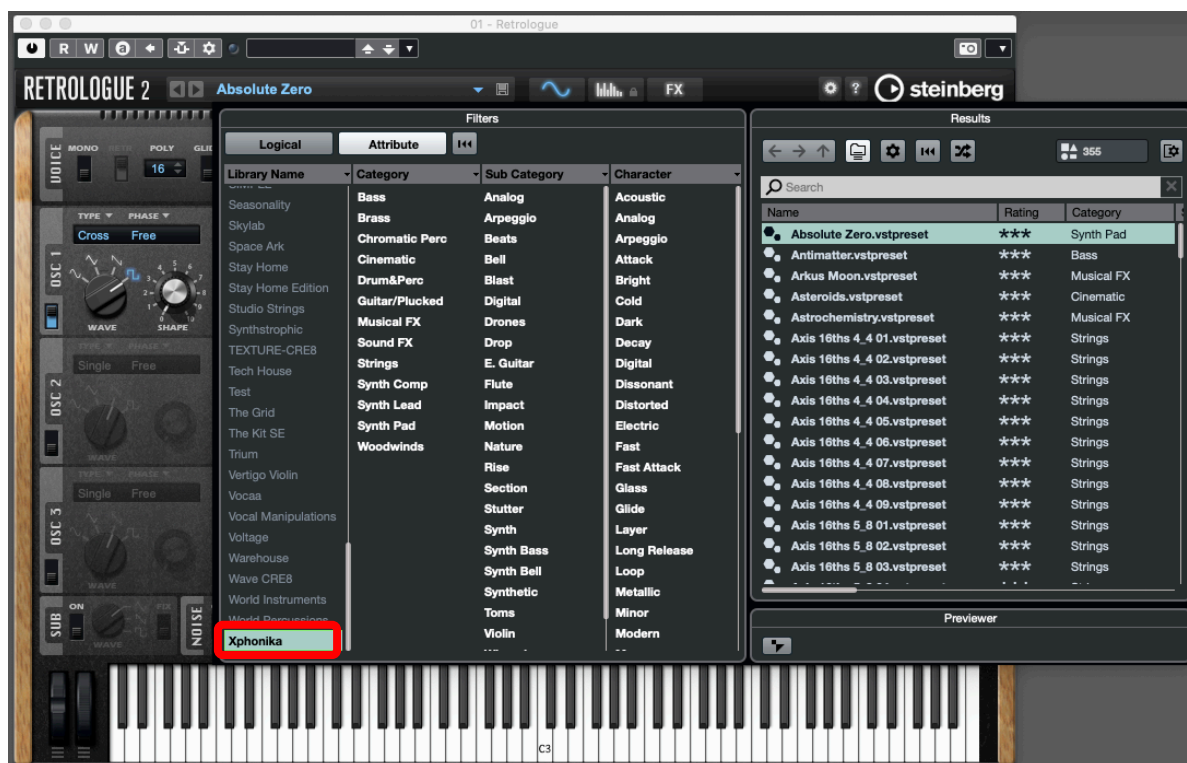 01 - Retrologue
R W a
RETROLOGUE 2
Absolute Zero
FX
?
steinberg
VOICE
MONO RETR POLY GLI
16
OSC 1
TYPE PHASE
Cross Free
WAVE SHAPE
OSC 2
TYPE PHASE
Single Free
WAVE
OSC 3
TYPE PHASE
Single Free
WAVE
SUB
ON
FIX
WAVE
NOISE
Filters
Logical Attribute
Library Name Category Sub Category Character
Seasonality
Skylab
Space Ark
Stay Home
Stay Home Edition
Studio Strings
Synthstrophic
TEXTURE-CRE8
Tech House
Test
The Grid
The Kit SE
Trium
Vertigo Violin
Vocaa
Vocal Manipulations
Voltage
Warehouse
Wave CRE8
World Instruments
World Percussions
Xphonika
Bass
Brass
Chromatic Perc
Cinematic
Drum&Perc
Guitar/Plucked
Musical FX
Sound FX
Strings
Synth Comp
Synth Lead
Synth Pad
Woodwinds
Analog
Arpeggio
Beats
Bell
Blast
Digital
Drones
Drop
E. Guitar
Flute
Impact
Motion
Nature
Rise
Section
Stutter
Synth
Synth Bass
Synth Bell
Synthetic
Toms
Violin
Acoustic
Analog
Arpeggio
Attack
Bright
Cold
Dark
Decay
Digital
Dissonant
Distorted
Electric
Fast
Fast Attack
Glass
Glide
Layer
Long Release
Loop
Metallic
Minor
Modern
Results
355
Search
Name Rating Category
Absolute Zero.vstpreset *** Synth Pad
Antimatter.vstpreset *** Bass
Arkus Moon.vstpreset *** Musical FX
Asteroids.vstpreset *** Cinematic
Astrochemistry.vstpreset *** Musical FX
Axis 16ths 4_4 01.vstpreset *** Strings
Axis 16ths 4_4 02.vstpreset *** Strings
Axis 16ths 4_4 03.vstpreset *** Strings
Axis 16ths 4_4 04.vstpreset *** Strings
Axis 16ths 4_4 05.vstpreset *** Strings
Axis 16ths 4_4 06.vstpreset *** Strings
Axis 16ths 4_4 07.vstpreset *** Strings
Axis 16ths 4_4 08.vstpreset *** Strings
Axis 16ths 4_4 09.vstpreset *** Strings
Axis 16ths 5_8 01.vstpreset *** Strings
Axis 16ths 5_8 02.vstpreset *** Strings
Axis 16ths 5_8 03.vstpreset *** Strings
Previewer
C3